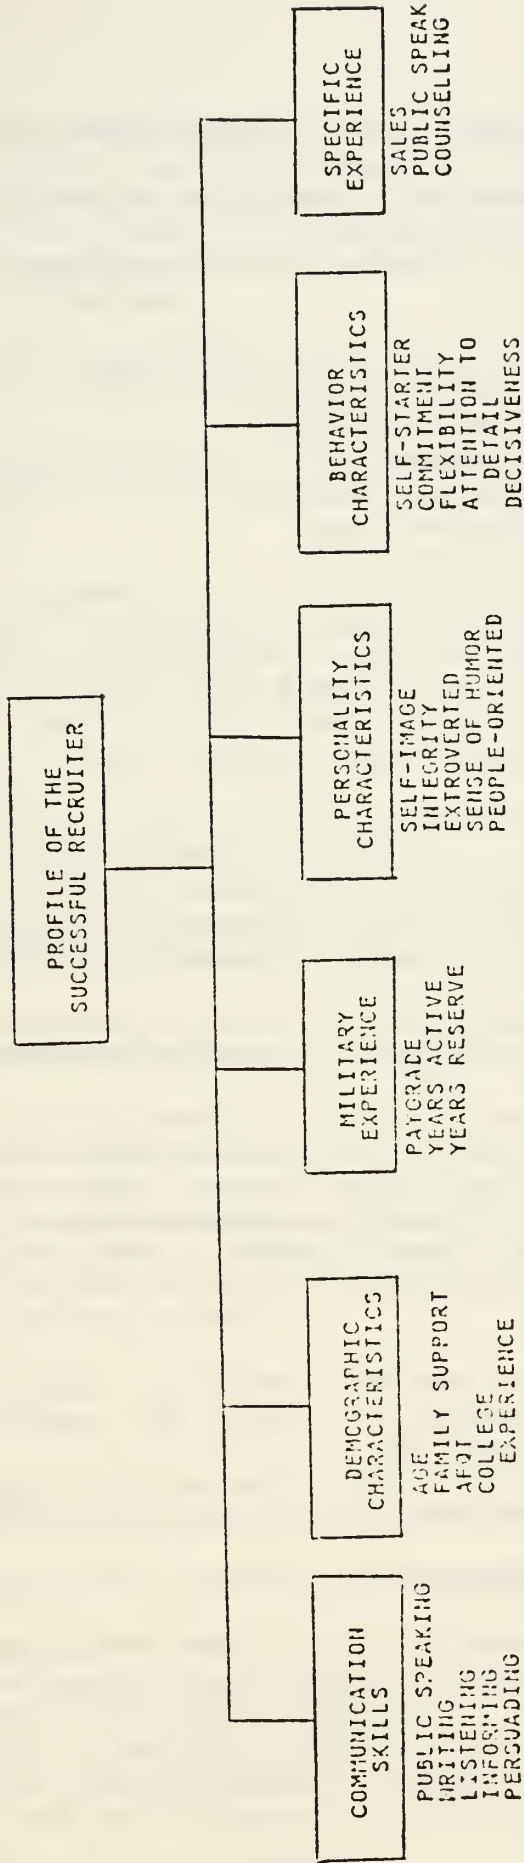 PROFILE OF THE
SUCCESSFUL RECRUITER
COMMUNICATION
SKILLS
PUBLIC SPEAKING
WRITING
LISTENING
INFORMING
PERSUADING
DEMOGRAPHIC
CHARACTERISTICS
AGE
FAMILY SUPPORT
AFQT
COLLEGE
EXPERIENCE
MILITARY
EXPERIENCE
PAYGRADE
YEARS ACTIVE
YEARS RESERVE
PERSONALITY
CHARACTERISTICS
SELF-IMAGE
INTEGRITY
EXTROVERTED
SENSE OF HUMOR
PEOPLE-ORIENTED
BEHAVIOR
CHARACTERISTICS
SELF-STARTER
COMMITMENT
FLEXIBILITY
ATTENTION TO
DETAIL
DECISIVENESS
SPECIFIC
EXPERIENCE
SALES
PUBLIC SPEAK
COUNSELLING